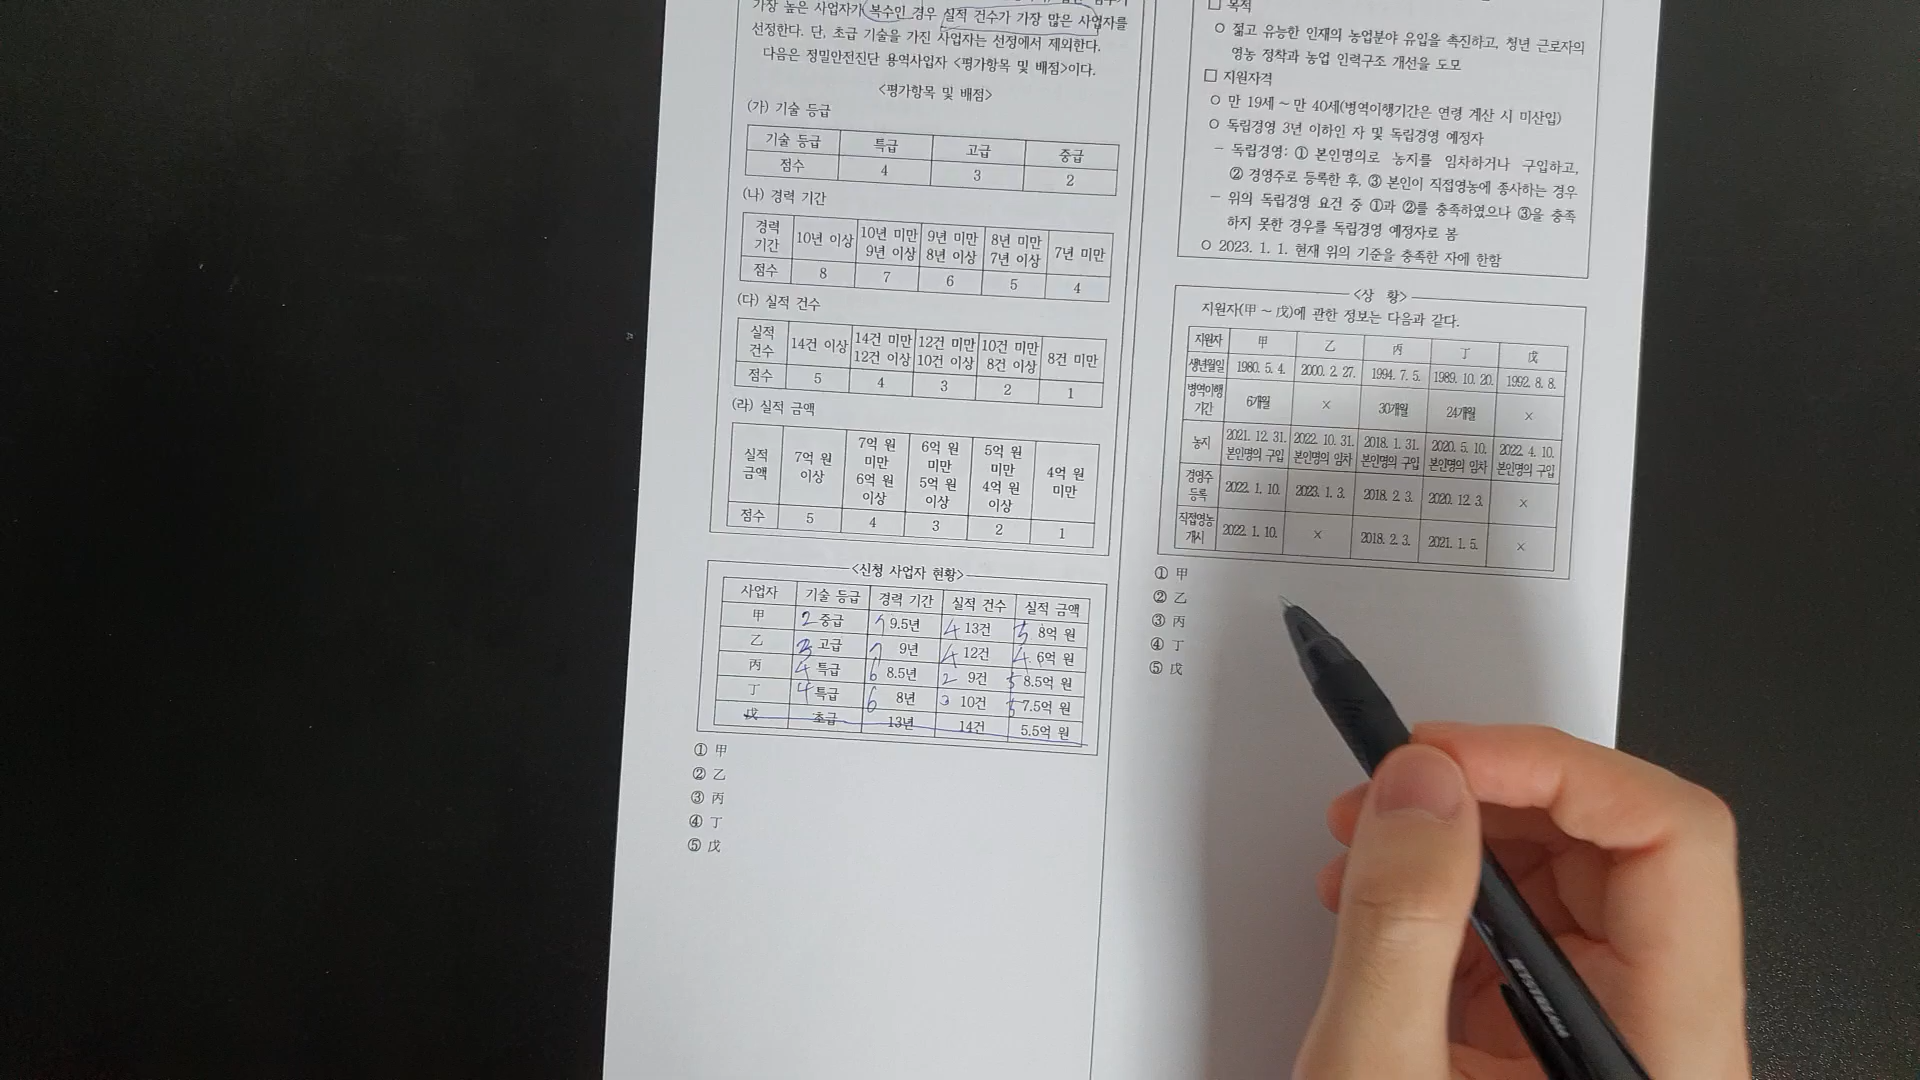 가장 높은 사업자가 복수인 경우 실적 건수가 가장 많은 사업자를
선정한다. 단, 초급 기술을 가진 사업자는 선정에서 제외한다.
다음은 정밀안전진단 용역사업자 <평가항목 및 배점>이다.
<평가항목 및 배점>
(가) 기술 등급
기술 등급 특급 고급 중급
점수 4 3 2
(나) 경력 기간
경력 기간 10년 이상 10년 미만 9년 이상 9년 미만 8년 이상 8년 미만 7년 이상 7년 미만
점수 8 7 6 5 4
(다) 실적 건수
실적 건수 14건 이상 14건 미만 12건 이상 12건 미만 10건 이상 10건 미만 8건 이상 8건 미만
점수 5 4 3 2 1
(라) 실적 금액
실적 금액 7억 원 이상 7억 원 미만 6억 원 이상 6억 원 미만 5억 원 이상 5억 원 미만 4억 원 이상 4억 원 미만
점수 5 4 3 2 1
<신청 사업자 현황>
사업자 기술 등급 경력 기간 실적 건수 실적 금액
甲 2 중급 7 9.5년 4 13건 5 8억 원
乙 3 고급 7 9년 4 12건 4 6억 원
丙 4 특급 6 8.5년 2 9건 5 8.5억 원
丁 4 특급 6 8년 3 10건 5 7.5억 원
戊 초급 13년 14건 5.5억 원
① 甲
② 乙
③ 丙
④ 丁
⑤ 戊
□ 목적
○ 젊고 유능한 인재의 농업분야 유입을 촉진하고, 청년 근로자의
영농 정착과 농업 인력구조 개선을 도모
□ 지원자격
○ 만 19세 ~ 만 40세(병역이행기간은 연령 계산 시 미산입)
○ 독립경영 3년 이하인 자 및 독립경영 예정자
- 독립경영: ① 본인명의로 농지를 임차하거나 구입하고,
② 경영주로 등록한 후, ③ 본인이 직접영농에 종사하는 경우
- 위의 독립경영 요건 중 ①과 ②를 충족하였으나 ③을 충족
하지 못한 경우를 독립경영 예정자로 봄
○ 2023. 1. 1. 현재 위의 기준을 충족한 자에 한함
<상 황>
지원자(甲 ~ 戊)에 관한 정보는 다음과 같다.
지원자 甲 乙 丙 丁 戊
생년월일 1980. 5. 4. 2000. 2. 27. 1994. 7. 5. 1989. 10. 20. 1992. 8. 8.
병역이행 기간 6개월 × 30개월 24개월 ×
농지 2021. 12. 31. 본인명의 구입 2022. 10. 31. 본인명의 임차 2018. 1. 31. 본인명의 구입 2020. 5. 10. 본인명의 임차 2022. 4. 10. 본인명의 구입
경영주 등록 2022. 1. 10. 2023. 1. 3. 2018. 2. 3. 2020. 12. 3. ×
직접영농 개시 2022. 1. 10. × 2018. 2. 3. 2021. 1. 5. ×
① 甲
② 乙
③ 丙
④ 丁
⑤ 戊
JETSTREAM